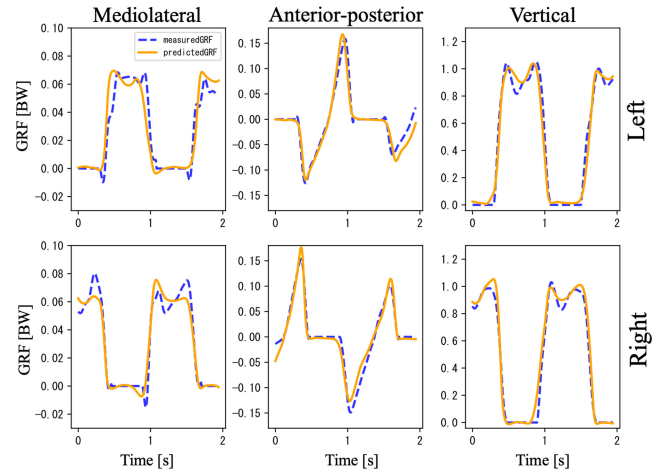 Mediolateral
Anterior-posterior
Vertical
measuredGRF
predictedGRF
GRF [BW]
0.10
0.08
0.06
0.04
0.02
0.00
−0.02
0 1 2
0.15
0.10
0.05
0.00
−0.05
−0.10
−0.15
0 1 2
1.2
1.0
0.8
0.6
0.4
0.2
0.0
0 1 2
Left
GRF [BW]
0.10
0.08
0.06
0.04
0.02
0.00
−0.02
0 1 2
Time [s]
0.15
0.10
0.05
0.00
−0.05
−0.10
−0.15
0 1 2
Time [s]
1.0
0.8
0.6
0.4
0.2
0.0
0 1 2
Time [s]
Right